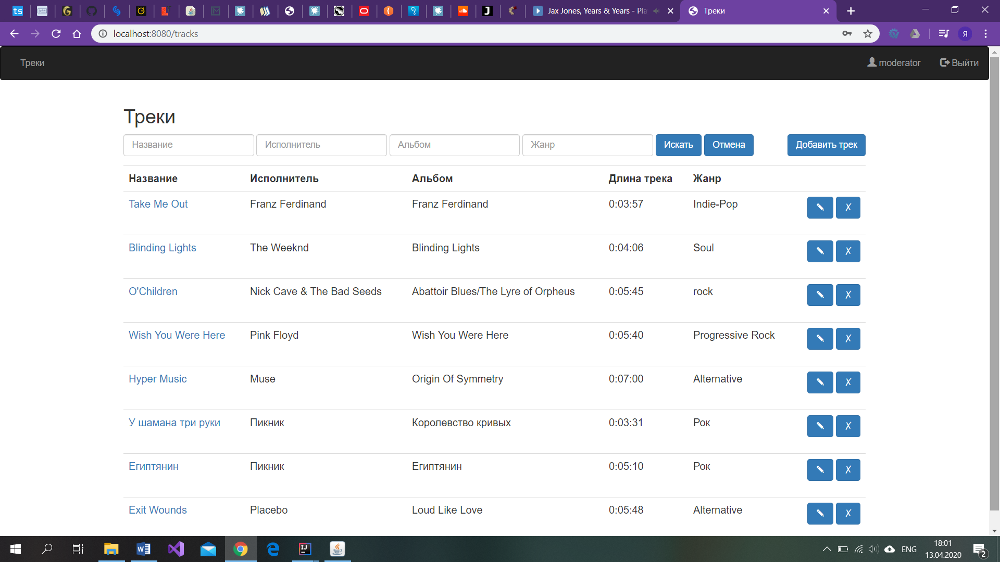 Jax Jones, Years & Years - Pla
Треки
localhost:8080/tracks
Я
Треки
moderator
Выйти
Треки
Название Исполнитель Альбом Жанр Искать Отмена Добавить трек
Название Исполнитель Альбом Длина трека Жанр
Take Me Out Franz Ferdinand Franz Ferdinand 0:03:57 Indie-Pop X
Blinding Lights The Weeknd Blinding Lights 0:04:06 Soul X
O'Children Nick Cave & The Bad Seeds Abattoir Blues/The Lyre of Orpheus 0:05:45 rock X
Wish You Were Here Pink Floyd Wish You Were Here 0:05:40 Progressive Rock X
Hyper Music Muse Origin Of Symmetry 0:07:00 Alternative X
У шамана три руки Пикник Королевство кривых 0:03:31 Рок X
Египтянин Пикник Египтянин 0:05:10 Рок X
Exit Wounds Placebo Loud Like Love 0:05:48 Alternative X
ENG
18:01
13.04.2020
2